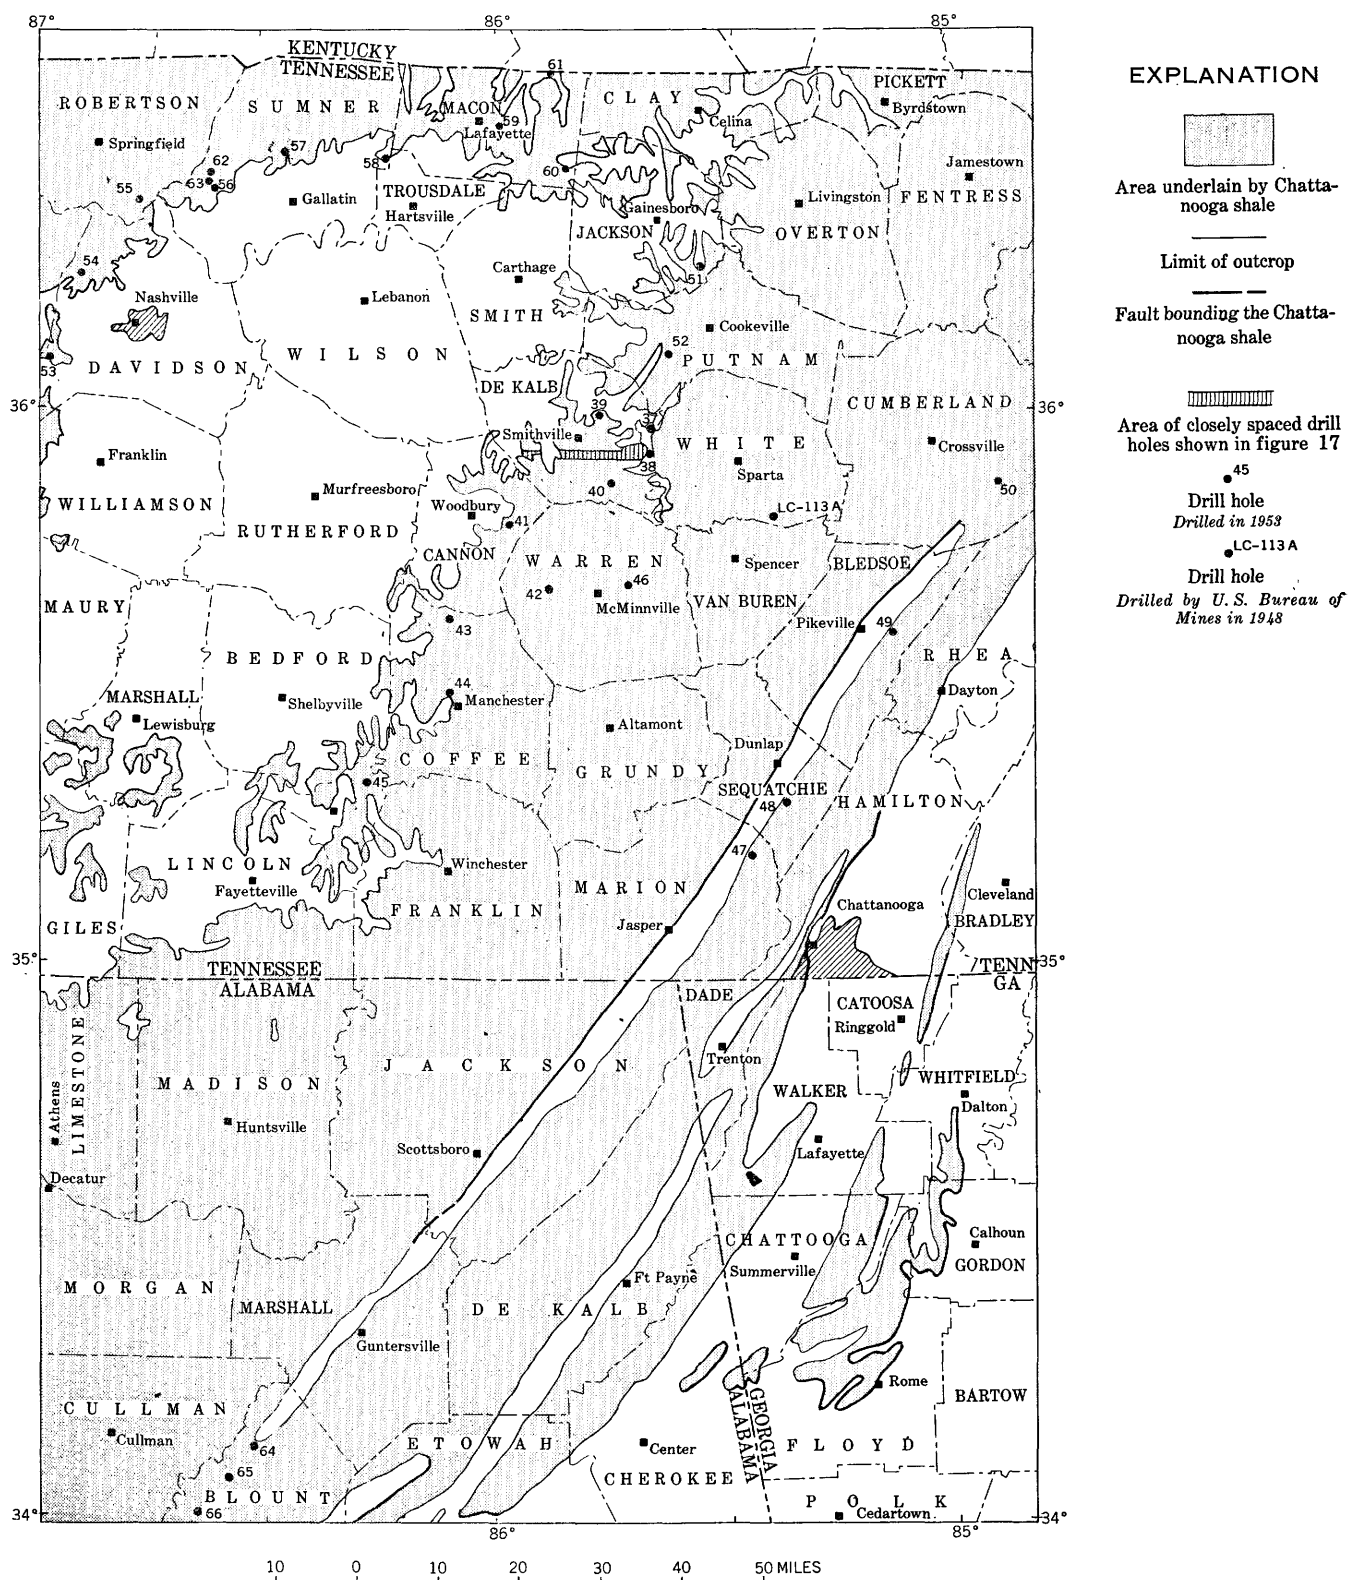 87° 86° 85°
KENTUCKY
TENNESSEE
61
ROBERTSON
SUMNER
MACON
CLAY
PICKETT
Byrdstown
Celina
59
Lafayette
Springfield
57
58
62
63
56
55
60
Jamestown
FENTRESS
Gallatin
TROUSDALE
Hartsville
Livingston
Gainesboro
JACKSON
OVERTON
54
51
Carthage
Nashville
Lebanon
SMITH
Cookeville
52
PUTNAM
53
DAVIDSON
WILSON
DE KALB
36°
36°
CUMBERLAND
39
37
Smithville
WHITE
Crossville
38
Sparta
Franklin
40
50
Murfreesboro
WILLIAMSON
Woodbury
41
LC-113A
RUTHERFORD
CANNON
WARREN
Spencer
BLEDSOE
42
46
McMinnville
VAN BUREN
MAURY
43
Pikeville
49
BEDFORD
RHEA
MARSHALL
44
Shelbyville
Manchester
Dayton
Lewisburg
Altamont
Dunlap
COFFEE
GRUNDY
45
SEQUATCHIE
48
HAMILTON
47
LINCOLN
Winchester
Fayetteville
MARION
Chattanooga
Cleveland
FRANKLIN
BRADLEY
GILES
Jasper
35°
TENNESSEE
ALABAMA
TENN
GA
35°
DADE
CATOOSA
Ringgold
LIMESTONE
JACKSON
Trenton
MADISON
WALKER
WHITFIELD
Athens
Dalton
Huntsville
Scottsboro
Lafayette
Decatur
CHATTOOGA
Calhoun
Summerville
GORDON
MORGAN
Ft Payne
MARSHALL
DE KALB
Guntersville
Rome
BARTOW
CULLMAN
GEORGIA
ALABAMA
Cullman
64
ETOWAH
Center
FLOYD
65
CHEROKEE
BLOUNT
66
POLK
Cedartown
34°
34°
86° 85°
10 0 10 20 30 40 50 MILES
EXPLANATION
Area underlain by Chatta-
nooga shale
Limit of outcrop
Fault bounding the Chatta-
nooga shale
Area of closely spaced drill
holes shown in figure 17
45
Drill hole
Drilled in 1953
LC-113A
Drill hole
Drilled by U. S. Bureau of
Mines in 1948